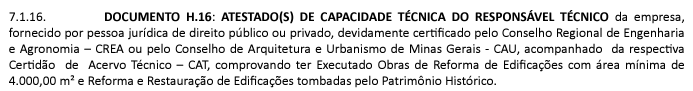 7.1.16. DOCUMENTO H.16: ATESTADO(S) DE CAPACIDADE TÉCNICA DO RESPONSÁVEL TÉCNICO da empresa,
fornecido por pessoa jurídica de direito público ou privado, devidamente certificado pelo Conselho Regional de Engenharia
e Agronomia – CREA ou pelo Conselho de Arquitetura e Urbanismo de Minas Gerais - CAU, acompanhado da respectiva
Certidão de Acervo Técnico – CAT, comprovando ter Executado Obras de Reforma de Edificações com área mínima de
4.000,00 m² e Reforma e Restauração de Edificações tombadas pelo Patrimônio Histórico.